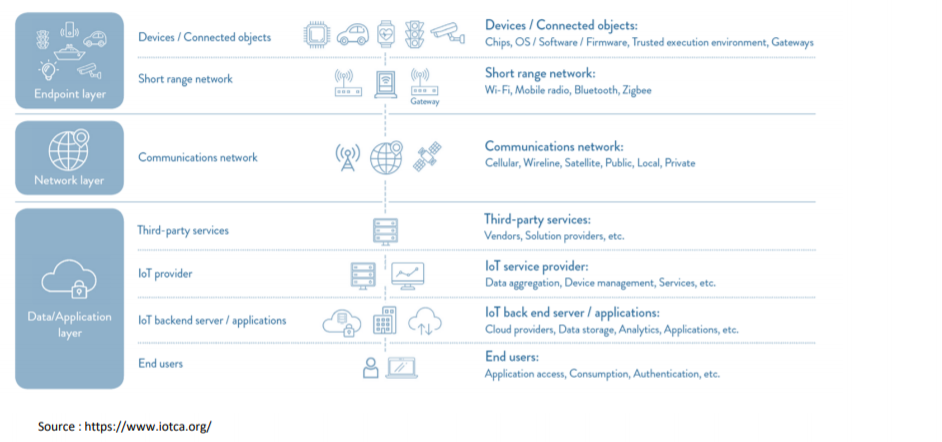 Endpoint layer
Devices / Connected objects
Devices / Connected objects:
Chips, OS / Software / Firmware, Trusted execution environment, Gateways
Short range network
Gateway
Short range network:
Wi-Fi, Mobile radio, Bluetooth, Zigbee
Network layer
Communications network
Communications network:
Cellular, Wireline, Satellite, Public, Local, Private
Data/Application
layer
Third-party services
Third-party services:
Vendors, Solution providers, etc.
IoT provider
IoT service provider:
Data aggregation, Device management, Services, etc.
IoT backend server / applications
IoT back end server / applications:
Cloud providers, Data storage, Analytics, Applications, etc.
End users
End users:
Application access, Consumption, Authentication, etc.
Source : https://www.iotca.org/